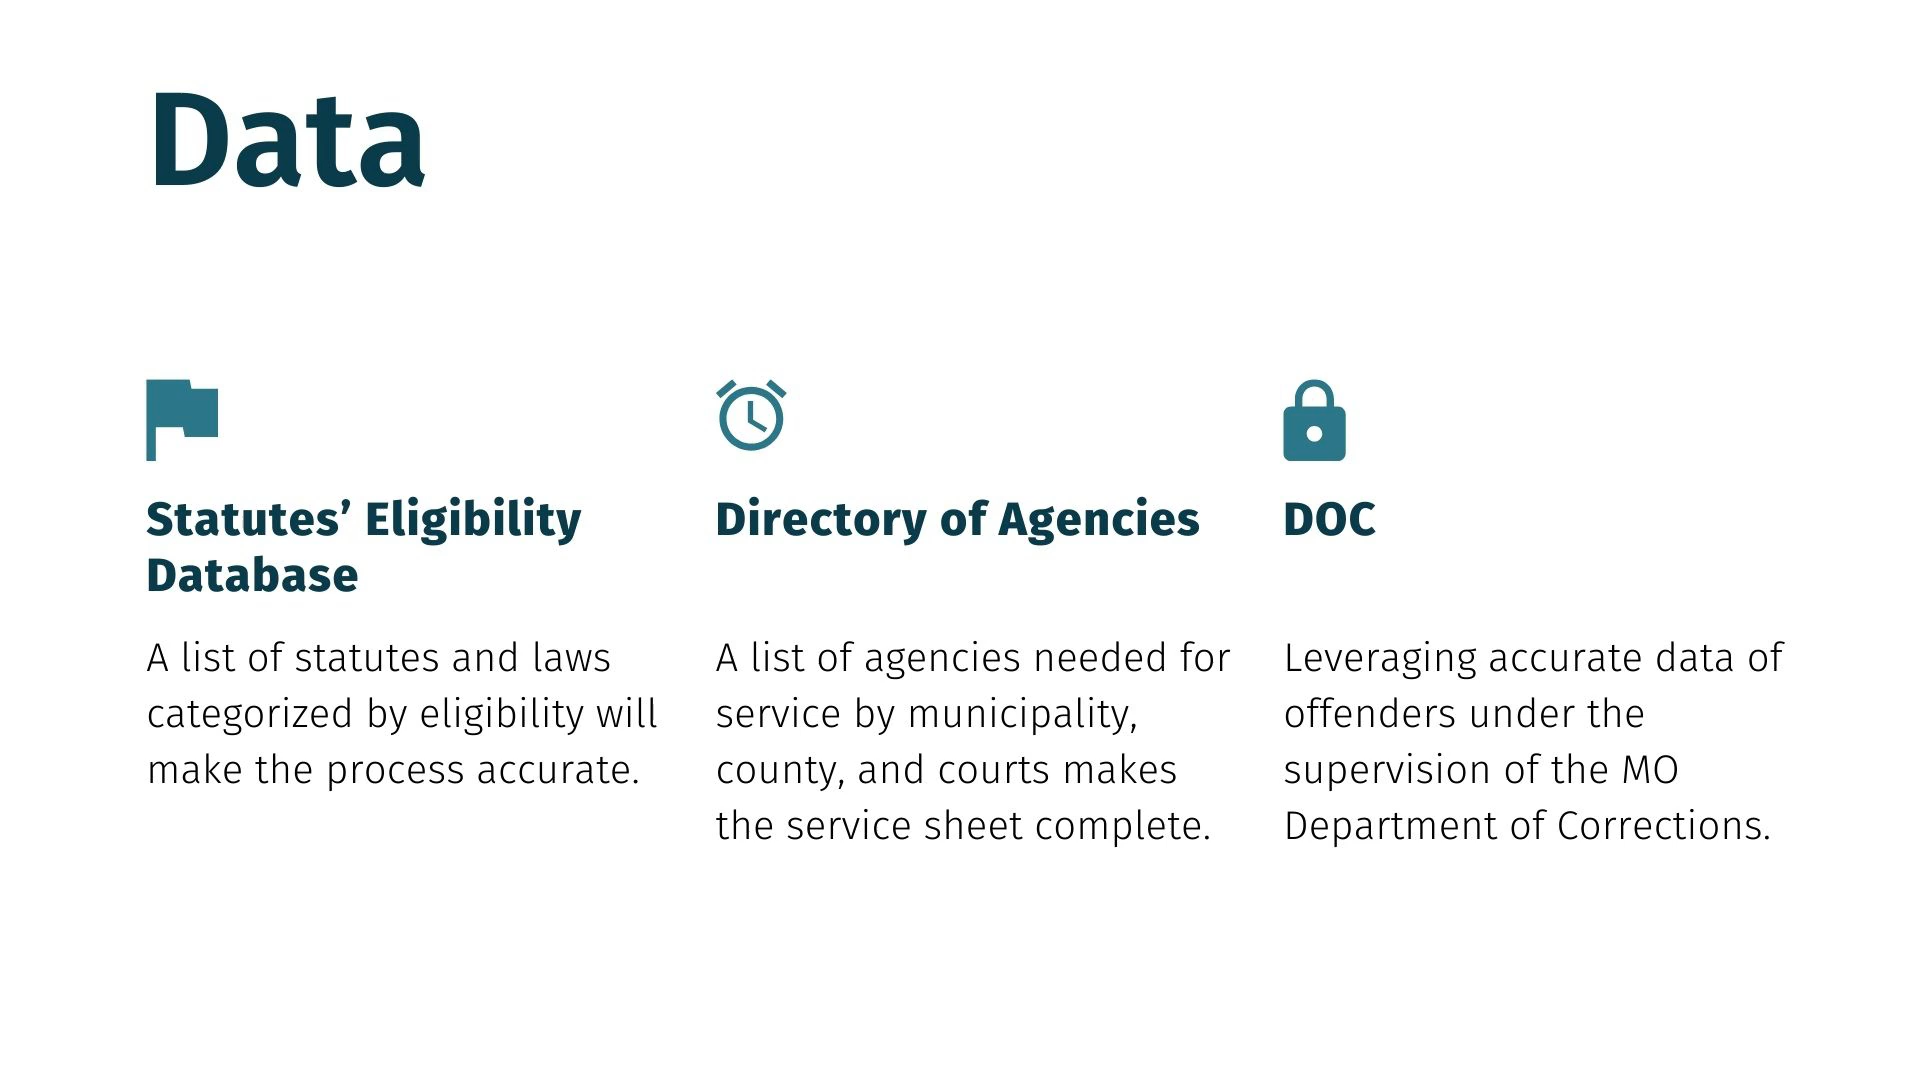 Data
Statutes’ Eligibility
Database
A list of statutes and laws
categorized by eligibility will
make the process accurate.
Directory of Agencies
A list of agencies needed for
service by municipality,
county, and courts makes
the service sheet complete.
DOC
Leveraging accurate data of
offenders under the
supervision of the MO
Department of Corrections.